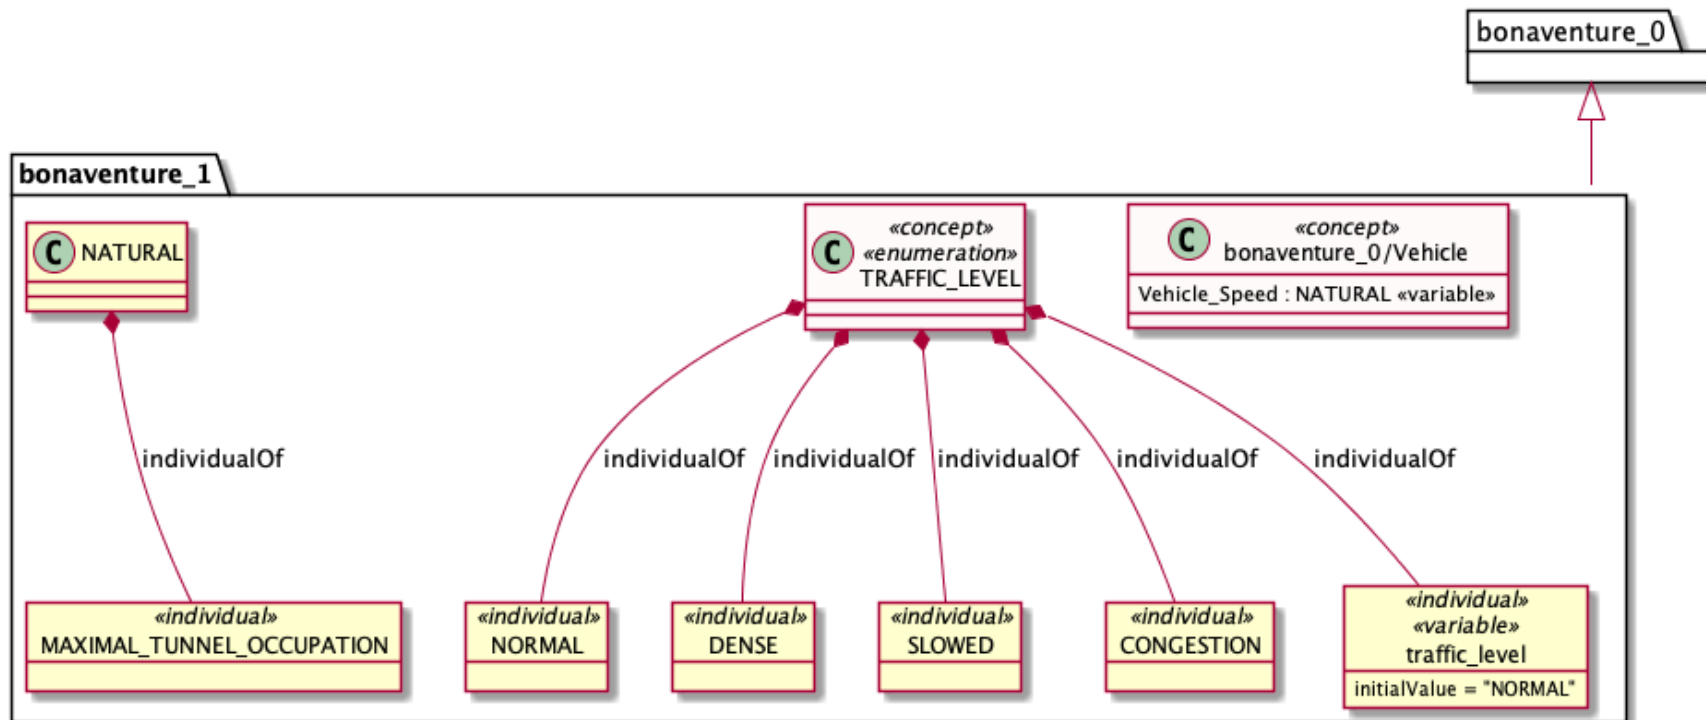 bonaventure_0
bonaventure_1
C NATURAL
«concept»
«enumeration»
C
TRAFFIC_LEVEL
«concept»
C
bonaventure_0/Vehicle
Vehicle_Speed : NATURAL «variable»
individualOf
individualOf
individualOf
individualOf
individualOf
individualOf
«individual»
MAXIMAL_TUNNEL_OCCUPATION
«individual»
NORMAL
«individual»
DENSE
«individual»
SLOWED
«individual»
CONGESTION
«individual»
«variable»
traffic_level
initialValue = "NORMAL"